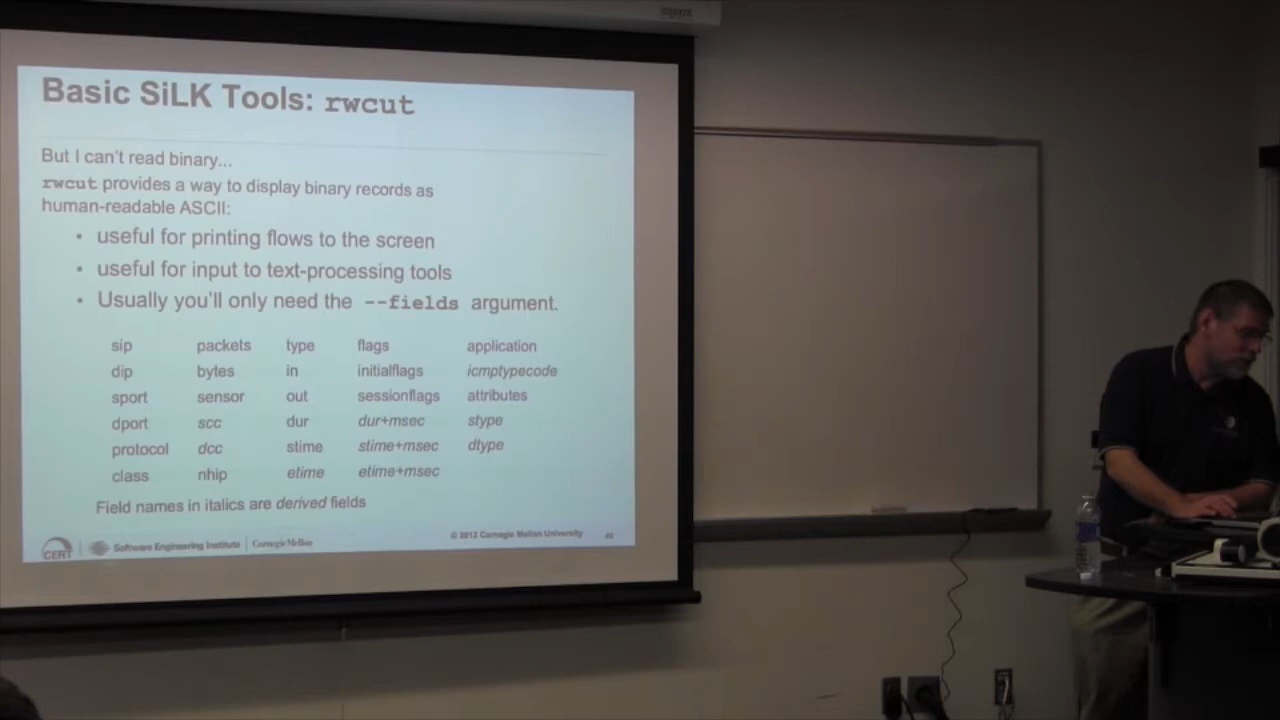 Basic SiLK Tools: rwcut
But I can't read binary...
rwcut provides a way to display binary records as
human-readable ASCII:
• useful for printing flows to the screen
• useful for input to text-processing tools
• Usually you'll only need the --fields argument.
sip packets type flags application
dip bytes in initialflags icmptypecode
sport sensor out sessionflags attributes
dport scc dur dur+msec stype
protocol dcc stime stime+msec dtype
class nhip etime etime+msec
Field names in italics are derived fields
CERT Software Engineering Institute CarnegieMellon © 2012 Carnegie Mellon University